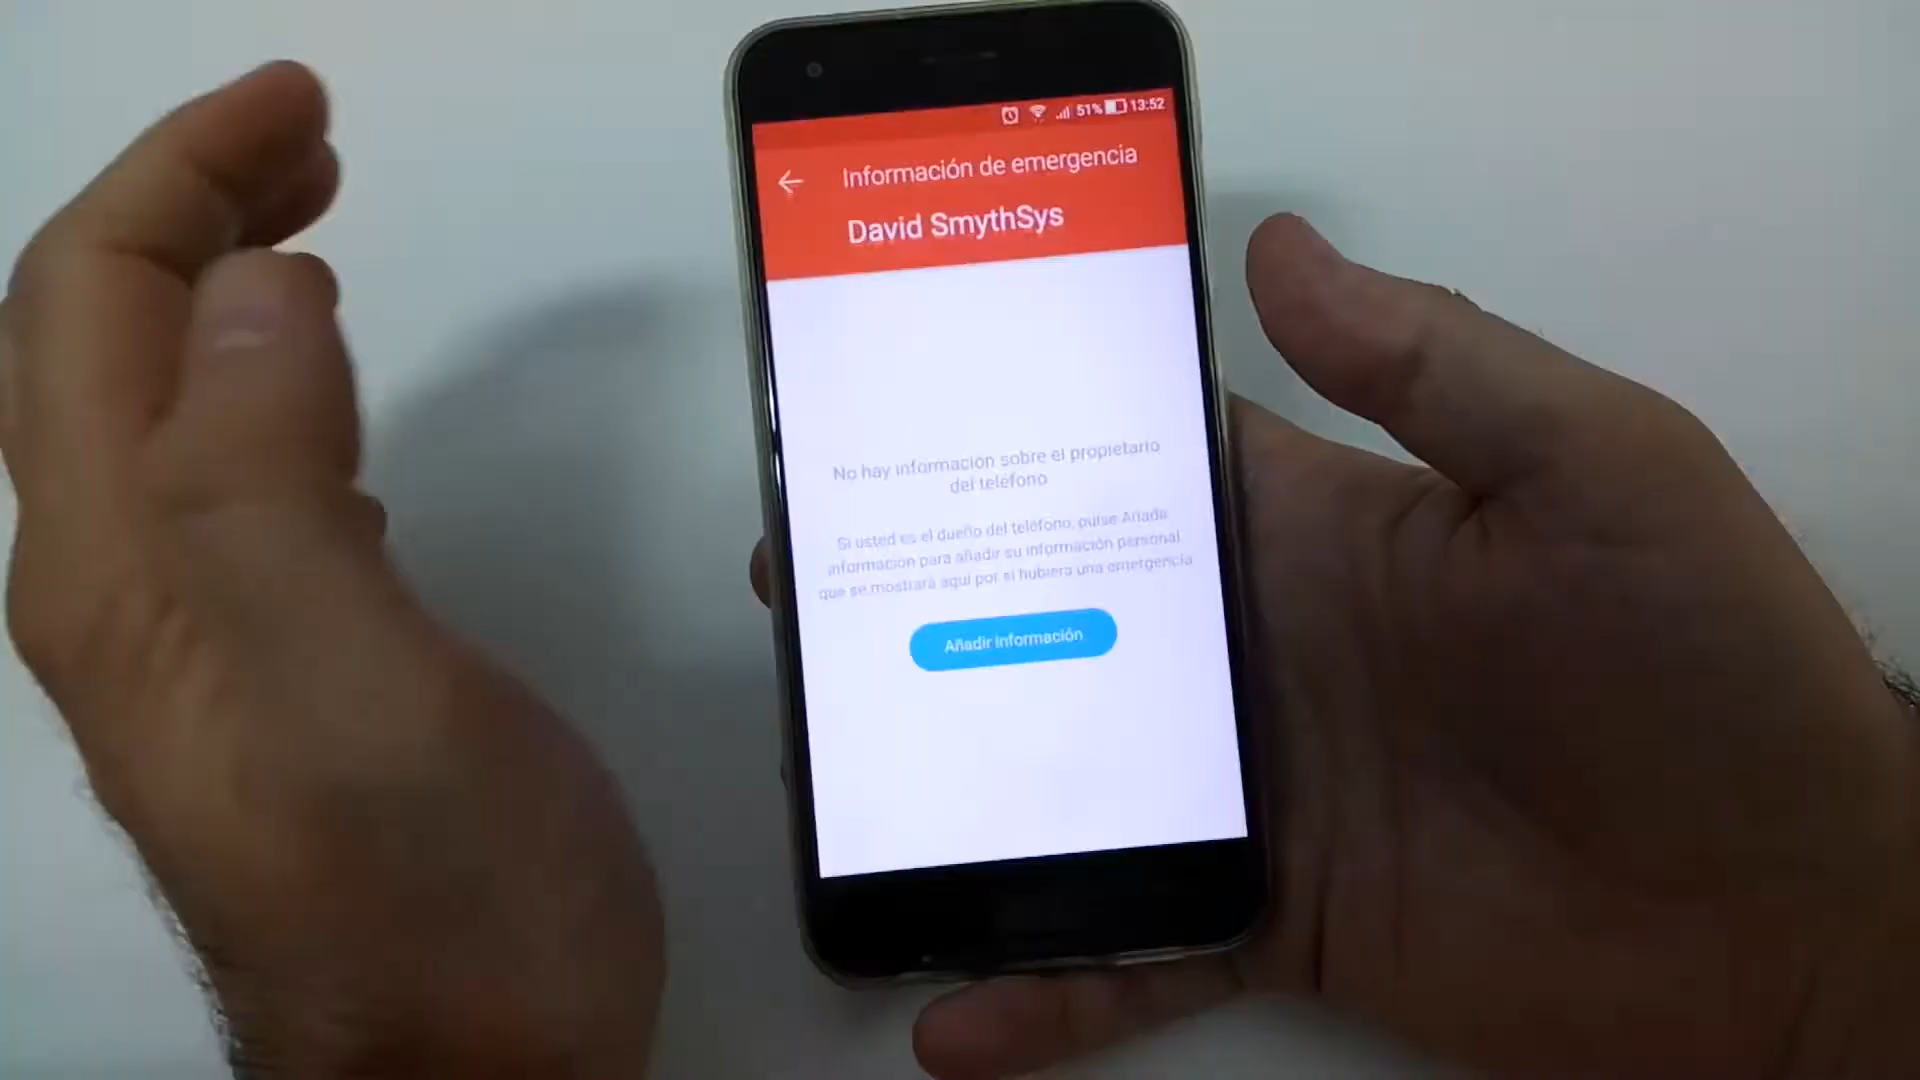 51% 13:52
Información de emergencia
David SmythSys
No hay información sobre el propietario
del teléfono
Si usted es el dueño del teléfono, pulse Añadir
información para añadir su información personal
que se mostrará aquí por si hubiera una emergencia
Añadir información